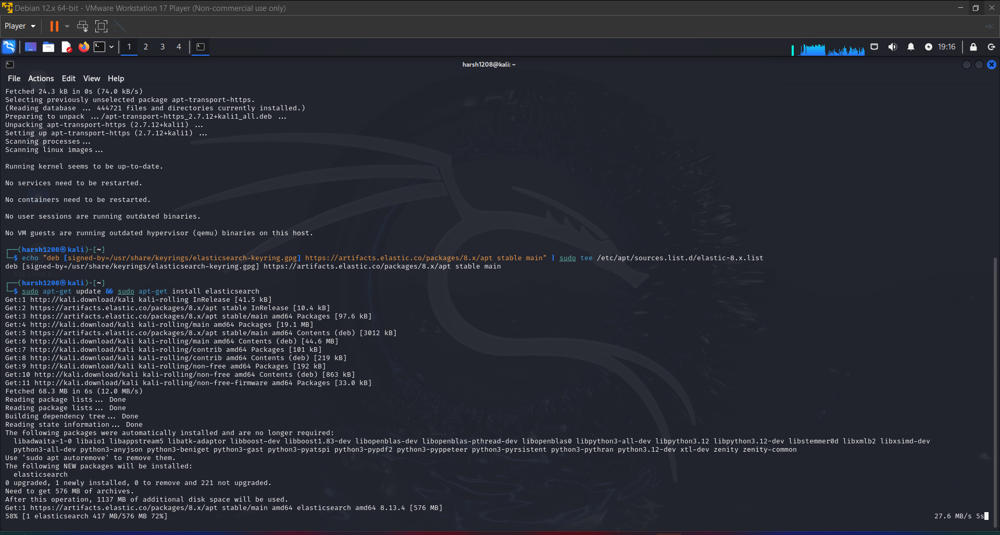 Debian 12.x 64-bit - VMware Workstation 17 Player (Non-commercial use only)
Player
1 2 3 4
19:16
harsh1208@kali: ~
File Actions Edit View Help
Fetched 24.3 kB in 0s (74.0 kB/s)
Selecting previously unselected package apt-transport-https.
(Reading database ... 444721 files and directories currently installed.)
Preparing to unpack .../apt-transport-https_2.7.12+kali1_all.deb ...
Unpacking apt-transport-https (2.7.12+kali1) ...
Setting up apt-transport-https (2.7.12+kali1) ...
Scanning processes...
Scanning linux images...
File System
Running kernel seems to be up-to-date.
No services need to be restarted.
No containers need to be restarted.
No user sessions are running outdated binaries.
No VM guests are running outdated hypervisor (qemu) binaries on this host.
┌──(harsh1208㉿kali)-[~]
└─$ echo "deb [signed-by=/usr/share/keyrings/elasticsearch-keyring.gpg] https://artifacts.elastic.co/packages/8.x/apt stable main" | sudo tee /etc/apt/sources.list.d/elastic-8.x.list
deb [signed-by=/usr/share/keyrings/elasticsearch-keyring.gpg] https://artifacts.elastic.co/packages/8.x/apt stable main
┌──(harsh1208㉿kali)-[~]
└─$ sudo apt-get update && sudo apt-get install elasticsearch
Get:1 http://kali.download/kali kali-rolling InRelease [41.5 kB]
Get:2 https://artifacts.elastic.co/packages/8.x/apt stable InRelease [10.4 kB]
Get:3 https://artifacts.elastic.co/packages/8.x/apt stable/main amd64 Packages [97.6 kB]
Get:4 http://kali.download/kali kali-rolling/main amd64 Packages [19.1 MB]
Get:5 https://artifacts.elastic.co/packages/8.x/apt stable/main amd64 Contents (deb) [3012 kB]
Get:6 http://kali.download/kali kali-rolling/main amd64 Contents (deb) [44.6 MB]
Get:7 http://kali.download/kali kali-rolling/contrib amd64 Packages [101 kB]
Get:8 http://kali.download/kali kali-rolling/contrib amd64 Contents (deb) [219 kB]
Get:9 http://kali.download/kali kali-rolling/non-free amd64 Packages [192 kB]
Get:10 http://kali.download/kali kali-rolling/non-free amd64 Contents (deb) [863 kB]
Get:11 http://kali.download/kali kali-rolling/non-free-firmware amd64 Packages [33.0 kB]
Fetched 68.3 MB in 6s (12.0 MB/s)
Reading package lists... Done
Reading package lists... Done
Building dependency tree... Done
Reading state information... Done
The following packages were automatically installed and are no longer required:
libadwaita-1-0 libaio1 libappstream5 libatk-adaptor libboost-dev libboost1.83-dev libopenblas-dev libopenblas-pthread-dev libopenblas0 libpython3-all-dev libpython3.12 libpython3.12-dev libstemmer0d libxmlb2 libxsimd-dev
python3-all-dev python3-anyjson python3-beniget python3-gast python3-pyatspi python3-pypdf2 python3-pyppeteer python3-pyrsistent python3-pythran python3.12-dev xtl-dev zenity zenity-common
Use 'sudo apt autoremove' to remove them.
The following NEW packages will be installed:
elasticsearch
0 upgraded, 1 newly installed, 0 to remove and 221 not upgraded.
Need to get 576 MB of archives.
After this operation, 1137 MB of additional disk space will be used.
Get:1 https://artifacts.elastic.co/packages/8.x/apt stable/main amd64 elasticsearch amd64 8.13.4 [576 MB]
58% [1 elasticsearch 417 MB/576 MB 72%] 27.6 MB/s 5s